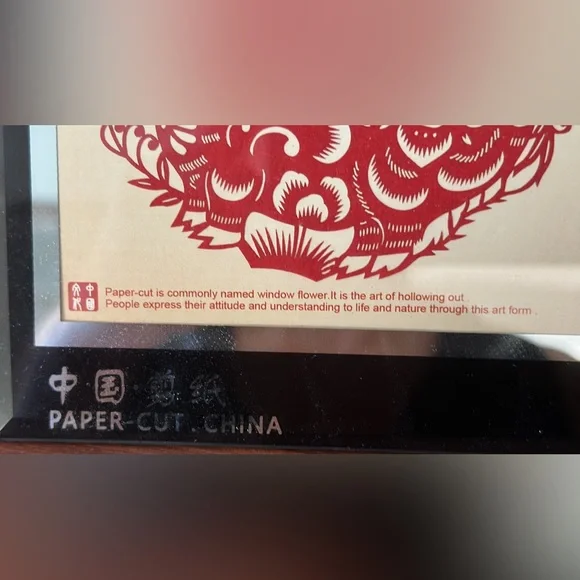 Paper-cut is commonly named window flower.It is the art of hollowing out .
People express their attitude and understanding to life and nature through this art form .
中国·剪纸
PAPER-CUT.CHINA